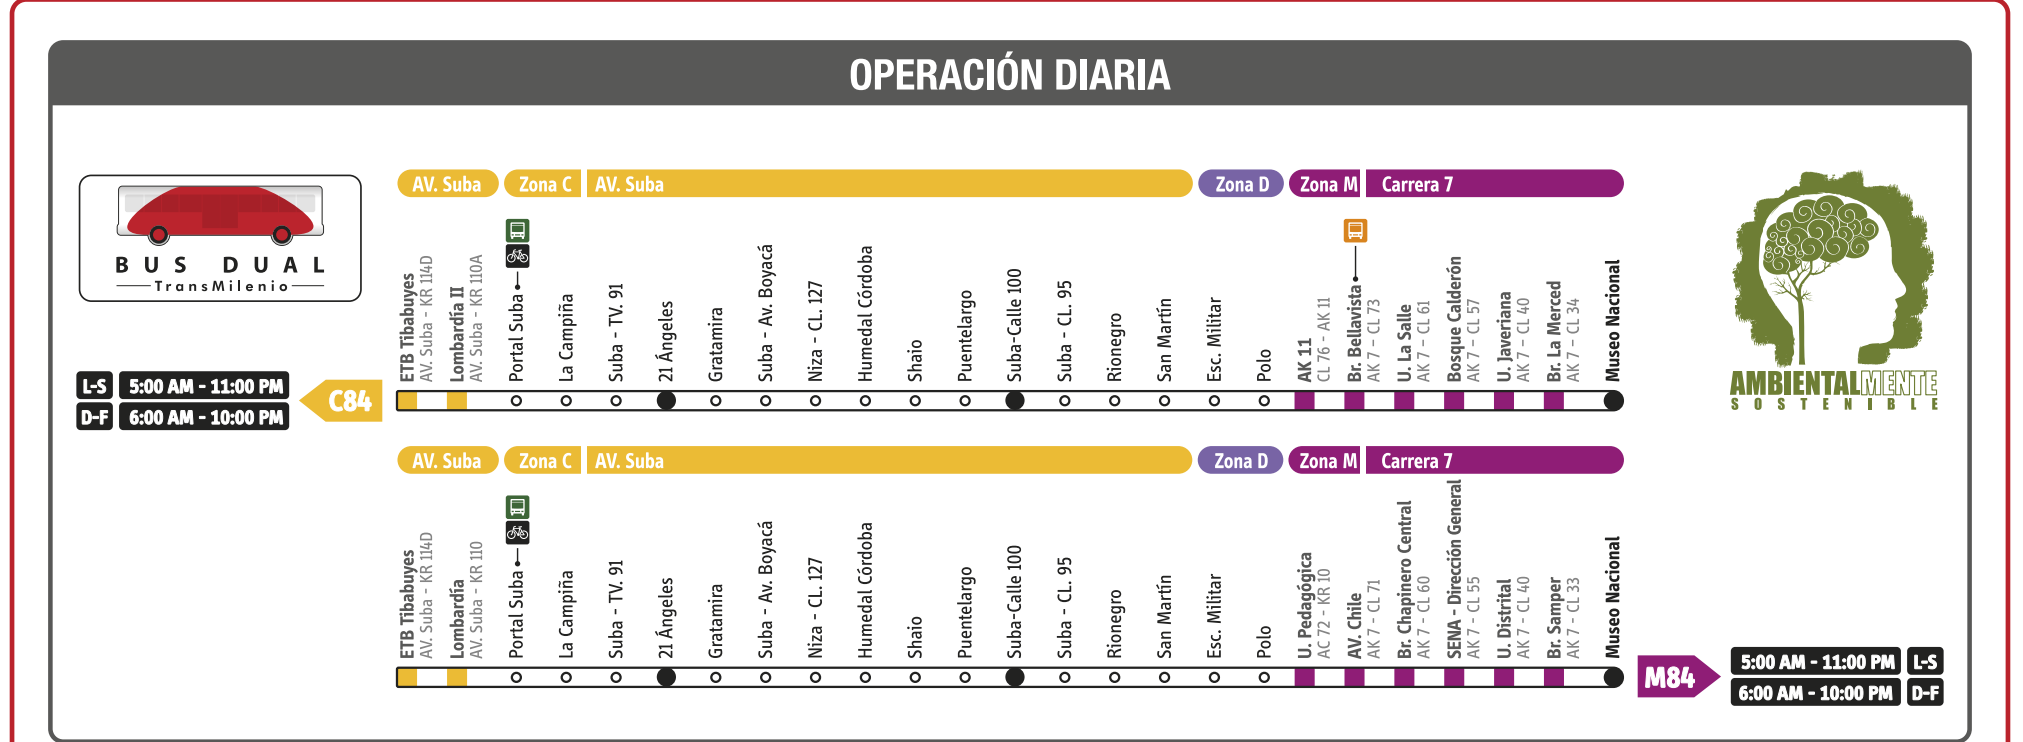 OPERACIÓN DIARIA
BUS DUAL
TransMilenio
AV. Suba
Zona C
AV. Suba
Zona D
Zona M
Carrera 7
L-S
5:00 AM - 11:00 PM
D-F
6:00 AM - 10:00 PM
C84
ETB Tibabuyes
AV. Suba - KR 114D
Lombardía II
AV. Suba - KR 110A
Portal Suba
La Campiña
Suba - TV. 91
21 Ángeles
Gratamira
Suba - Av. Boyacá
Niza - CL. 127
Humedal Córdoba
Shaio
Puentelargo
Suba-Calle 100
Suba - CL. 95
Rionegro
San Martín
Esc. Militar
Polo
AK 11
CL 76 - AK 11
Br. Bellavista
AK 7 - CL 73
U. La Salle
AK 7 - CL 61
Bosque Calderón
AK 7 - CL 57
U. Javeriana
AK 7 - CL 40
Br. La Merced
AK 7 - CL 34
Museo Nacional
AMBIENTALMENTE
SOSTENIBLE
AV. Suba
Zona C
AV. Suba
Zona D
Zona M
Carrera 7
ETB Tibabuyes
AV. Suba - KR 114D
Lombardía
AV. Suba - KR 110
Portal Suba
La Campiña
Suba - TV. 91
21 Ángeles
Gratamira
Suba - Av. Boyacá
Niza - CL. 127
Humedal Córdoba
Shaio
Puentelargo
Suba-Calle 100
Suba - CL. 95
Rionegro
San Martín
Esc. Militar
Polo
U. Pedagógica
AC 72 - KR 10
AV. Chile
AK 7 - CL 71
Br. Chapinero Central
AK 7 - CL 60
SENA - Dirección General
AK 7 - CL 55
U. Distrital
AK 7 - CL 40
Br. Samper
AK 7 - CL 33
Museo Nacional
M84
5:00 AM - 11:00 PM
L-S
6:00 AM - 10:00 PM
D-F